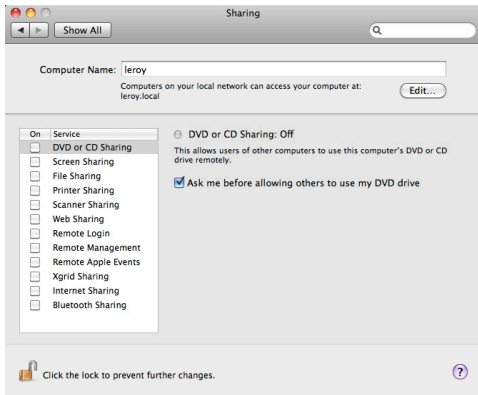 Sharing
Show All
Computer Name: leroy
Computers on your local network can access your computer at:
leroy.local
Edit...
On Service
DVD or CD Sharing
Screen Sharing
File Sharing
Printer Sharing
Scanner Sharing
Web Sharing
Remote Login
Remote Management
Remote Apple Events
Xgrid Sharing
Internet Sharing
Bluetooth Sharing
DVD or CD Sharing: Off
This allows users of other computers to use this computer's DVD or CD
drive remotely.
Ask me before allowing others to use my DVD drive
Click the lock to prevent further changes.
?